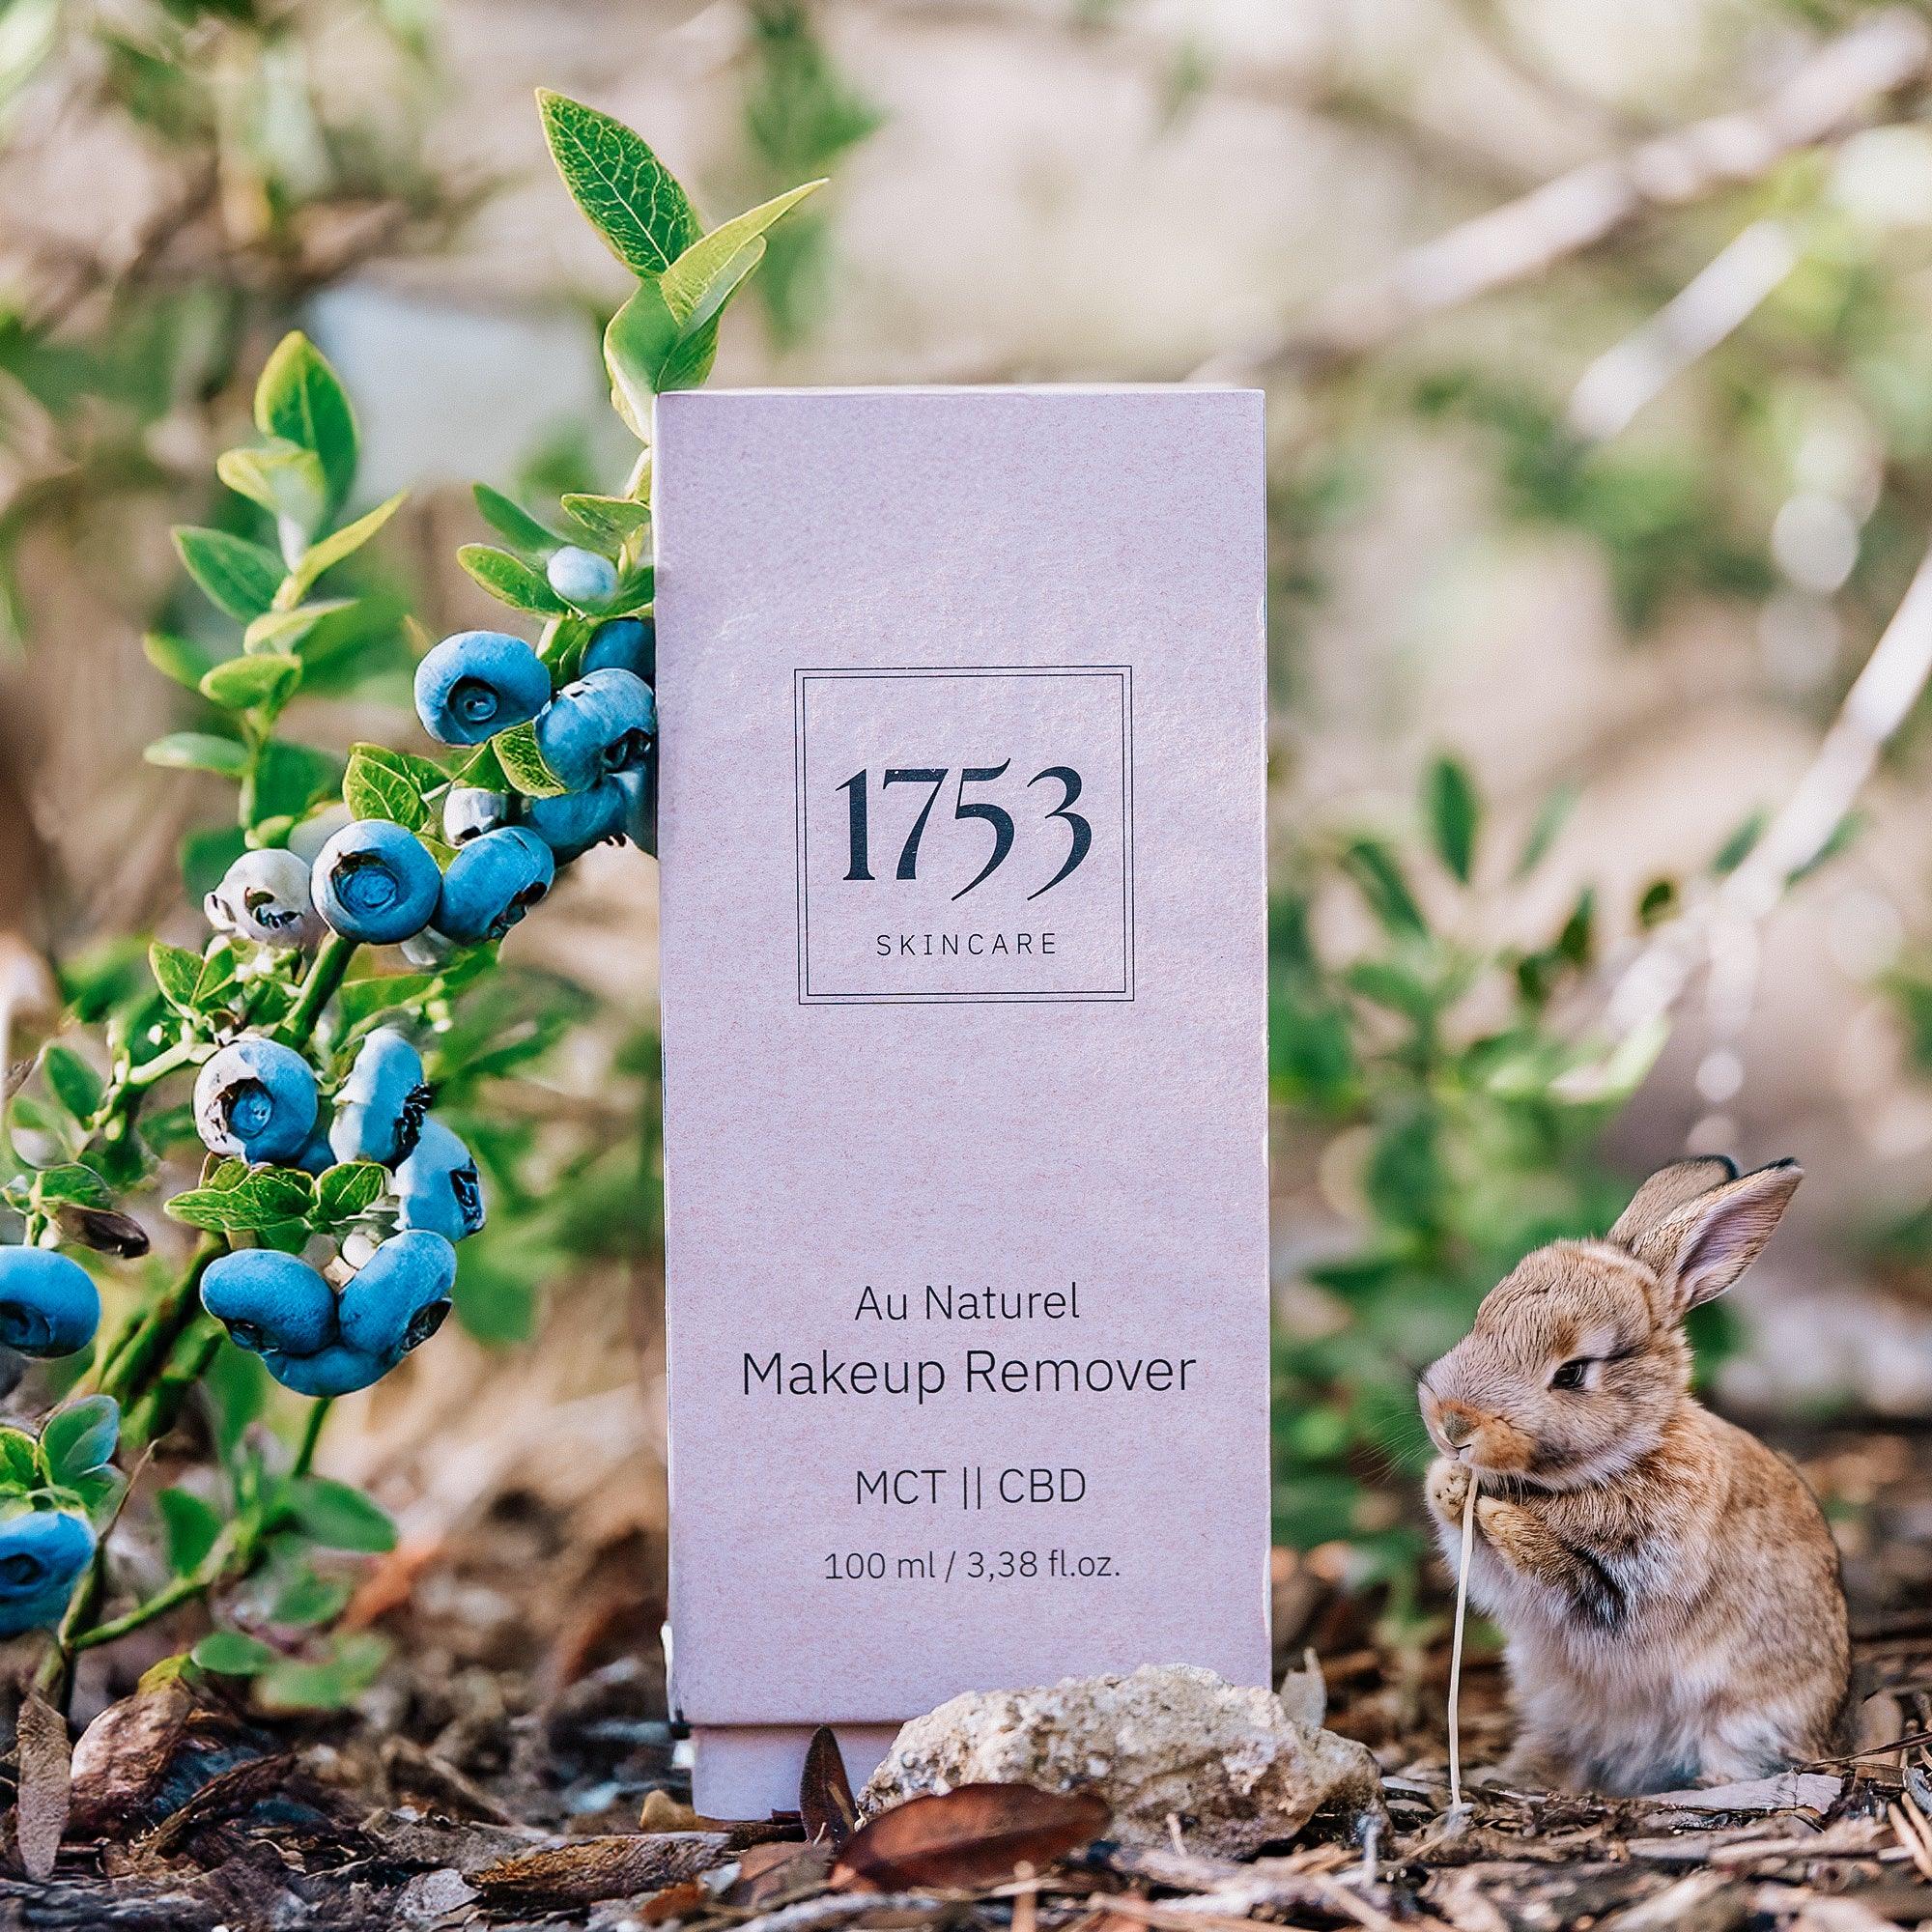 1753
SKINCARE
Au Naturel
Makeup Remover
MCT || CBD
100 ml / 3,38 fl.oz.